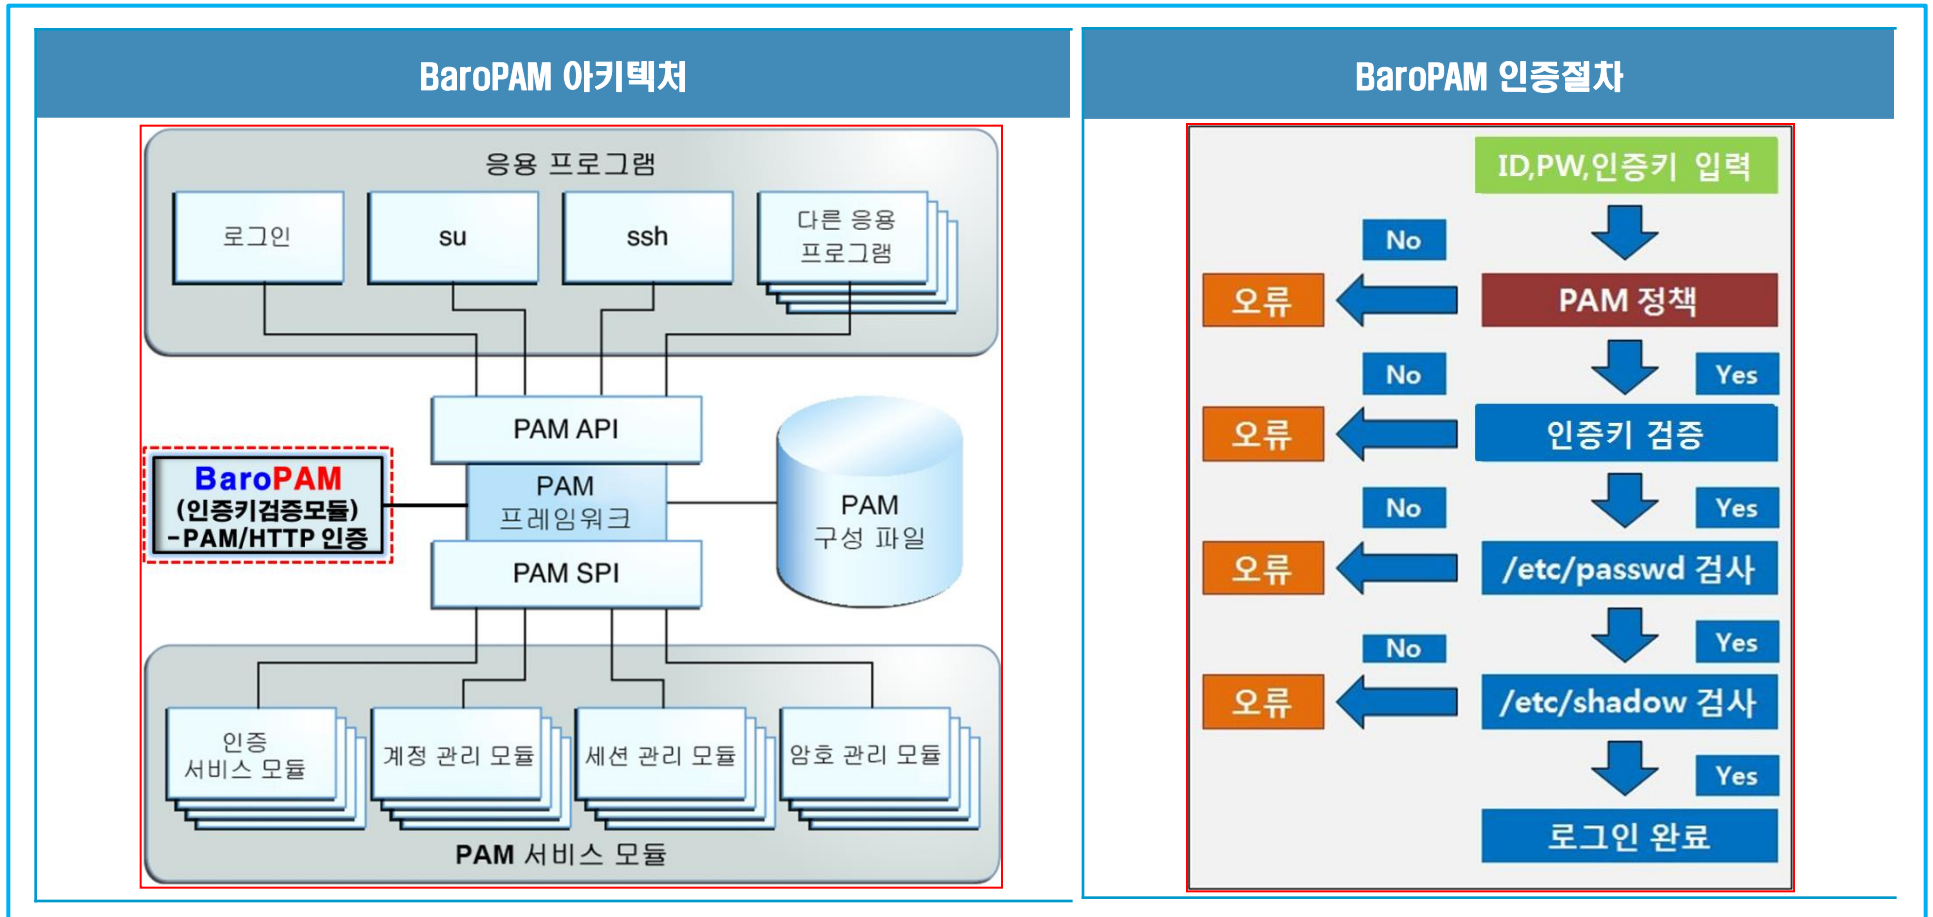 BaroPAM 아키텍처
응용 프로그램
로그인
su
ssh
다른 응용
프로그램
PAM API
BaroPAM
(인증키검증모듈)
-PAM/HTTP 인증
PAM
프레임워크
PAM
구성 파일
PAM SPI
인증
서비스 모듈
계정 관리 모듈
세션 관리 모듈
암호 관리 모듈
PAM 서비스 모듈
BaroPAM 인증절차
ID,PW,인증키 입력
No
오류
PAM 정책
No
Yes
오류
인증키 검증
No
Yes
오류
/etc/passwd 검사
No
Yes
오류
/etc/shadow 검사
Yes
로그인 완료